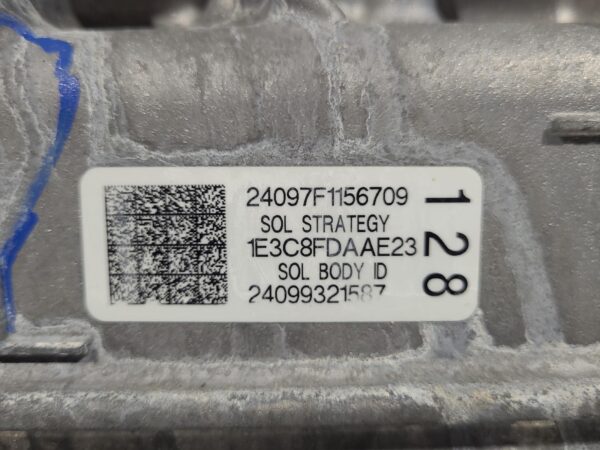 24097F1156709
SOL STRATEGY
1E3C8FDAAE23
SOL BODY ID
24099321587
128